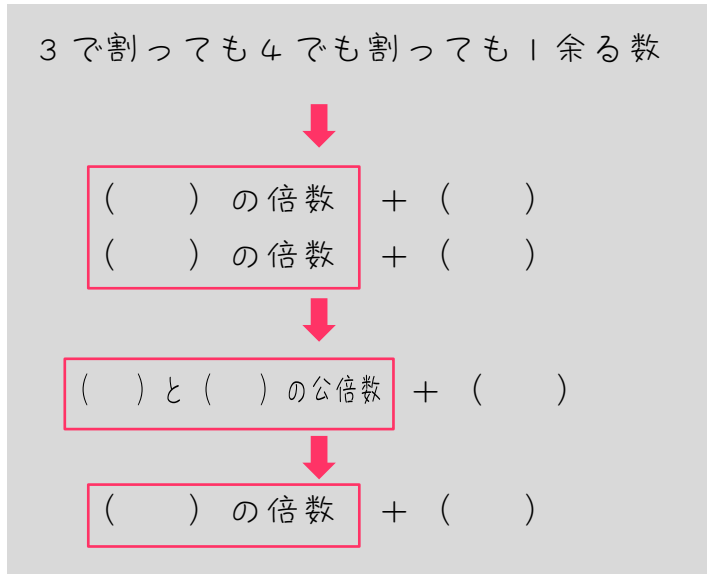 3で割っても4でも割っても1余る数
(　　)の倍数 + (　　)
(　　)の倍数 + (　　)
(　　)と(　　)の公倍数 + (　　)
(　　)の倍数 + (　　)